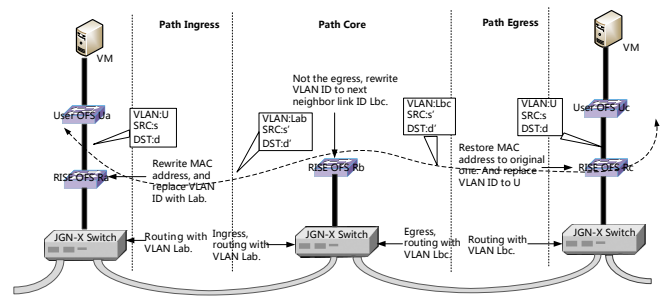 Path Ingress
Path Core
Path Egress
VM
VM
Not the egress, rewrite
VLAN ID to next
neighbor link ID Lbc.
User OFS Ua
VLAN:U
SRC:s
DST:d
VLAN:Lab
SRC:s'
DST:d'
VLAN:Lbc
SRC:s'
DST:d'
VLAN:U
SRC:s
DST:d
User OFS Uc
RISE OFS Ra
Rewrite MAC
address, and
replace VLAN
ID with Lab.
RISE OFS Rb
Restore MAC
address to original
one. And replace
VLAN ID to U
RISE OFS Rc
JGN-X Switch
Routing with
VLAN Lab.
Ingress,
routing with
VLAN Lab.
JGN-X Switch
Egress,
routing with
VLAN Lbc.
Routing with
VLAN Lbc.
JGN-X Switch